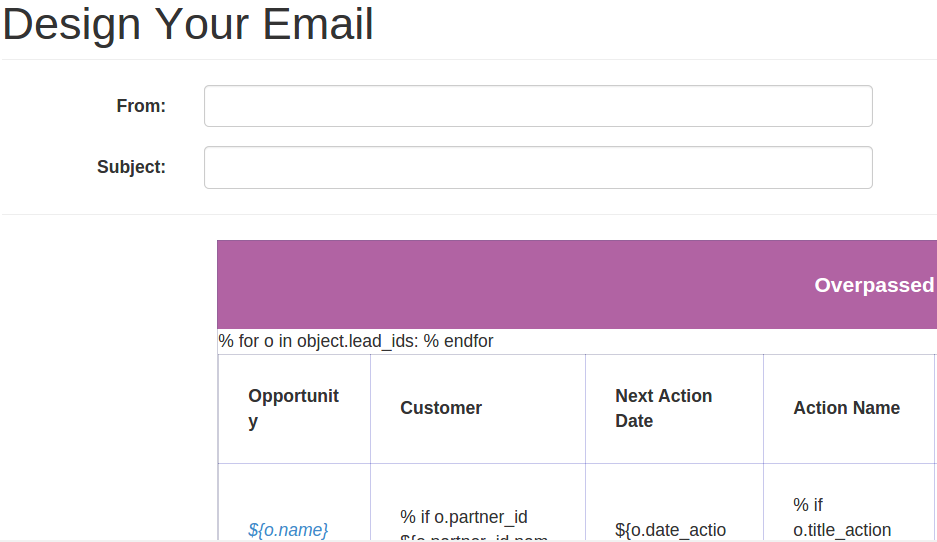 Design Your Email
From:
Subject:
Overpassed
% for o in object.lead_ids: % endfor
Opportunit
y
Customer
Next Action
Date
Action Name
${o.name}
% if o.partner_id
${o.partner_id.nam
${o.date_actio
% if
o.title_action